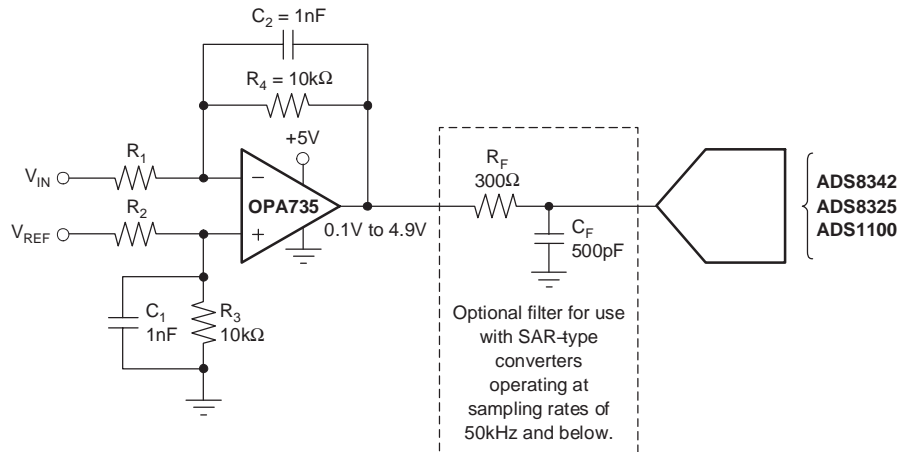 C2 = 1nF
R4 = 10kΩ
+5V
R1
VIN
−
OPA735
R2
VREF
+
0.1V to 4.9V
C1
1nF
R3
10kΩ
RF
300Ω
CF
500pF
Optional filter for use
with SAR-type
converters
operating at
sampling rates of
50kHz and below.
ADS8342
ADS8325
ADS1100